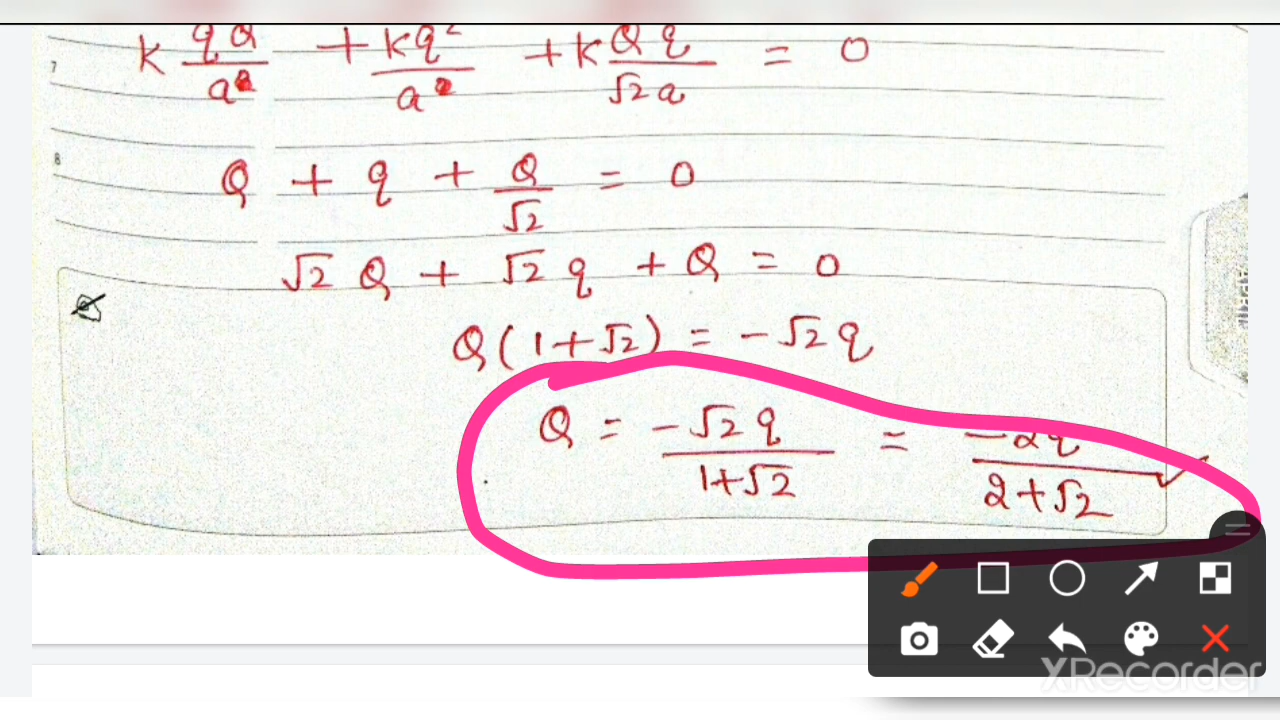 7
k qQ/a² + kq²/a² + k Qq/√2a = 0
8
Q + q + Q/√2 = 0
√2 Q + √2 q + Q = 0
Q(1+√2) = -√2 q
Q = -√2 q/1+√2 = -2q/2+√2
XRecorder